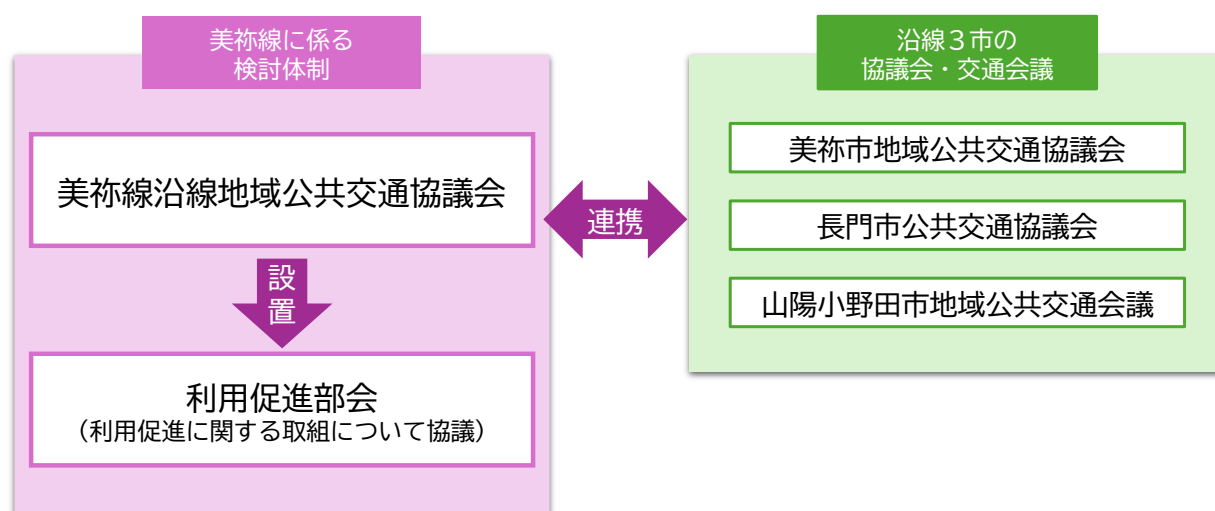 美祢線に係る
検討体制
美祢線沿線地域公共交通協議会
設
置
利用促進部会
（利用促進に関する取組について協議）
連携
沿線３市の
協議会・交通会議
美祢市地域公共交通協議会
長門市公共交通協議会
山陽小野田市地域公共交通会議